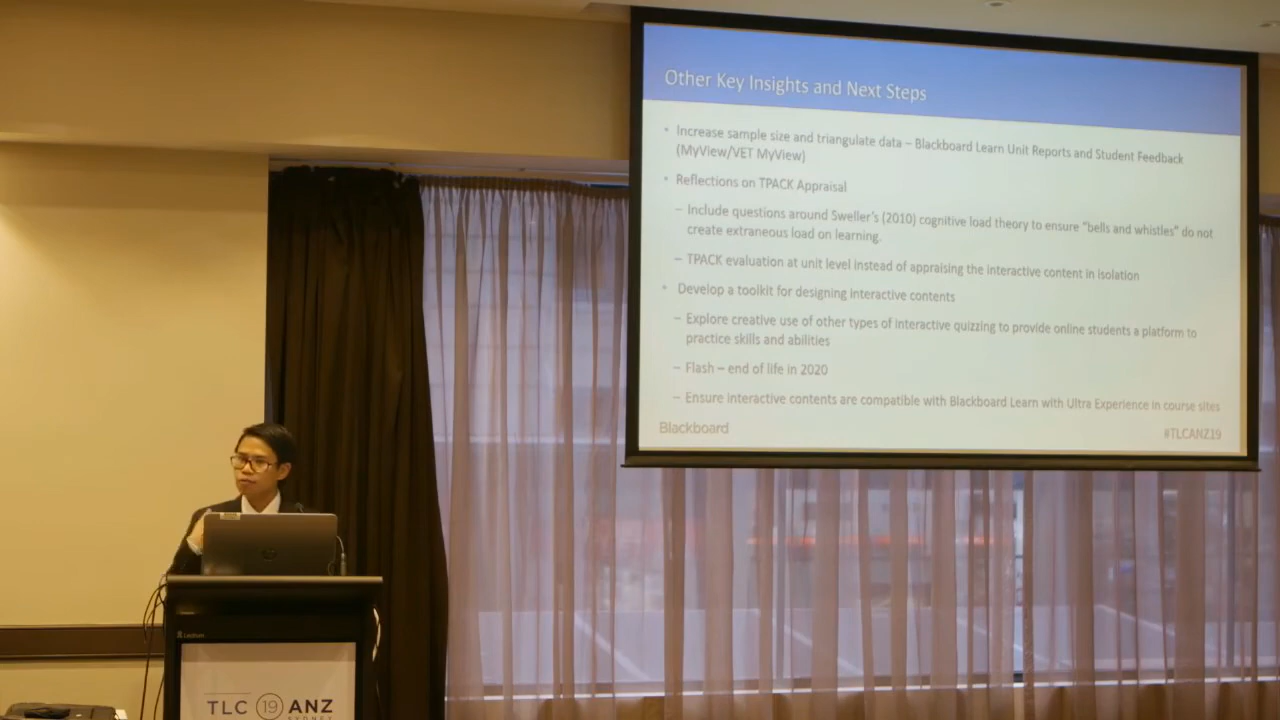 Other Key Insights and Next Steps
• Increase sample size and triangulate data – Blackboard Learn Unit Reports and Student Feedback
(MyView/VET MyView)
• Reflections on TPACK Appraisal
– Include questions around Sweller's (2010) cognitive load theory to ensure "bells and whistles" do not
create extraneous load on learning.
– TPACK evaluation at unit level instead of appraising the interactive content in isolation
• Develop a toolkit for designing interactive contents
– Explore creative use of other types of interactive quizzing to provide online students a platform to
practice skills and abilities
– Flash – end of life in 2020
– Ensure interactive contents are compatible with Blackboard Learn with Ultra Experience in course sites
Blackboard
#TLCANZ19
TLC 19 ANZ
SYDNEY